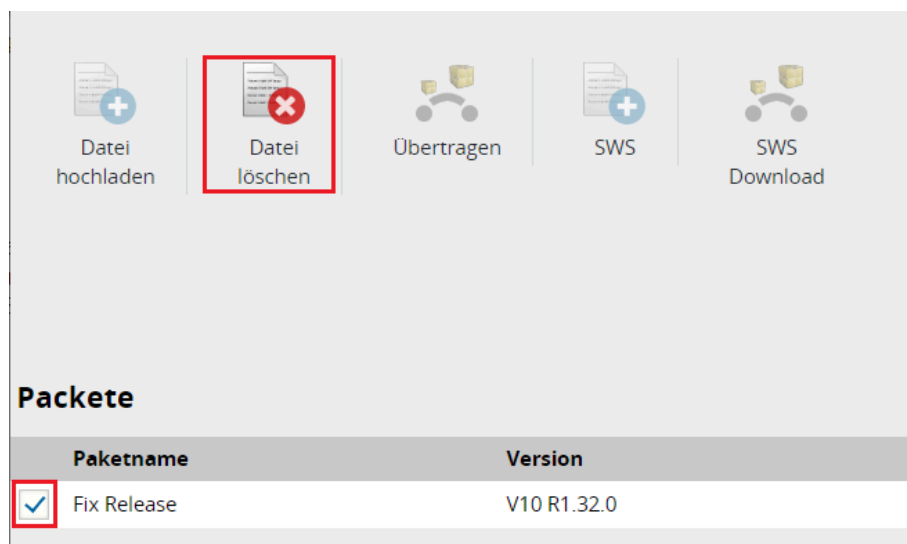 Datei
hochladen
Datei
löschen
Übertragen
SWS
SWS
Download
Packete
Paketname Version
Fix Release V10 R1.32.0